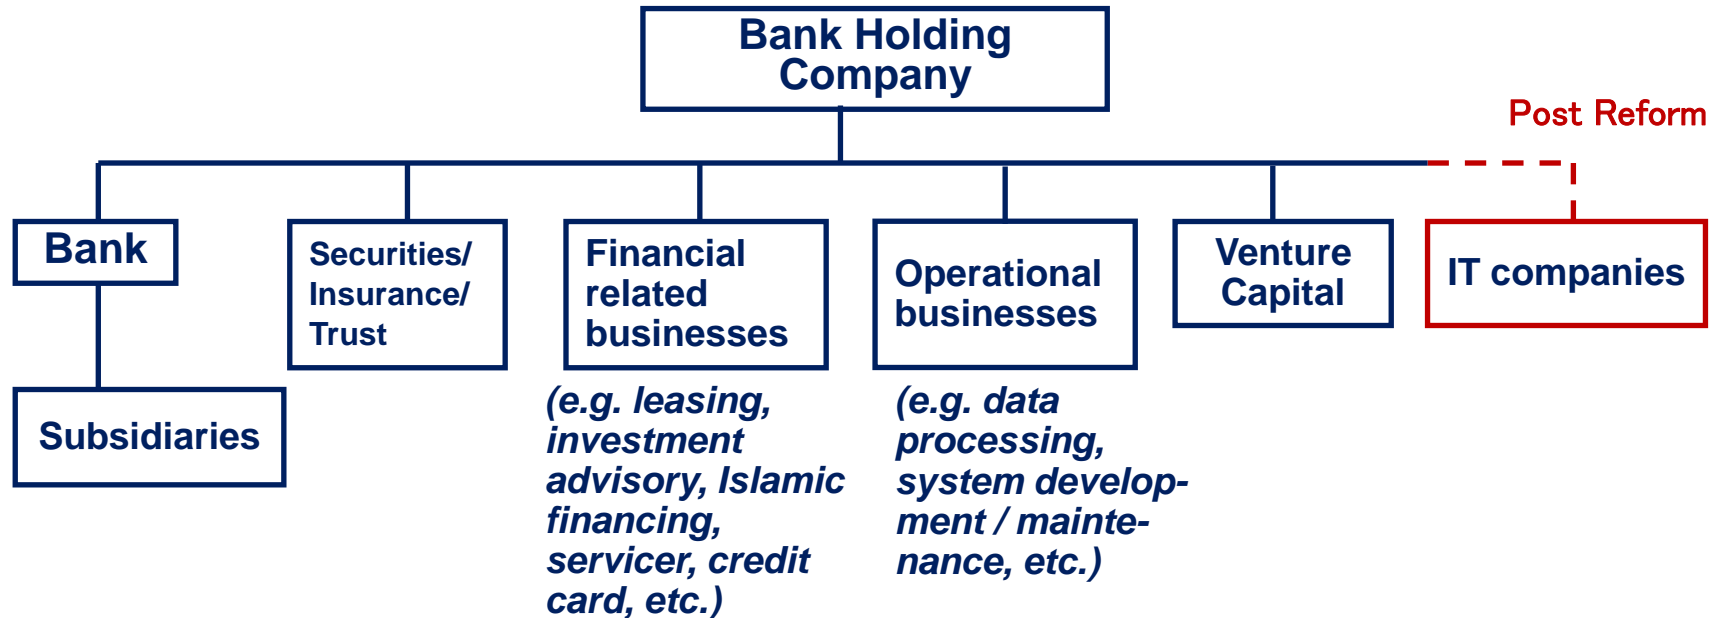 Bank Holding
Company
Post Reform
Bank
Securities/
Insurance/
Trust
Financial
related
businesses
Operational
businesses
Venture
Capital
IT companies
Subsidiaries
(e.g. leasing,
investment
advisory, Islamic
financing,
servicer, credit
card, etc.)
(e.g. data
processing,
system develop-
ment / mainte-
nance, etc.)